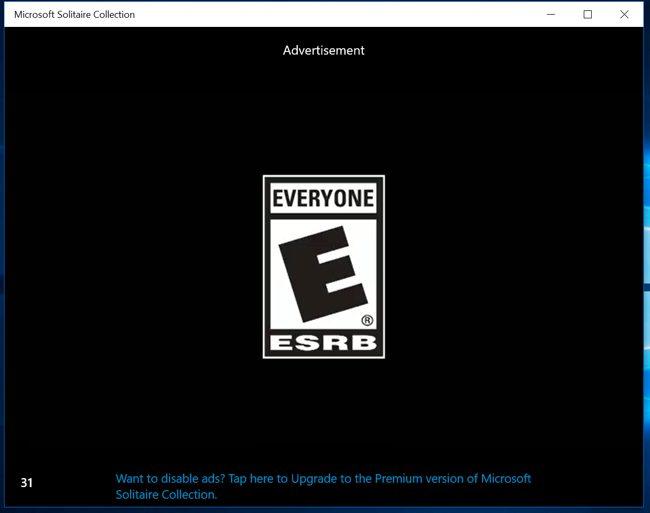 Microsoft Solitaire Collection
Advertisement
EVERYONE
E
®
ESRB
31
Want to disable ads? Tap here to Upgrade to the Premium version of Microsoft
Solitaire Collection.